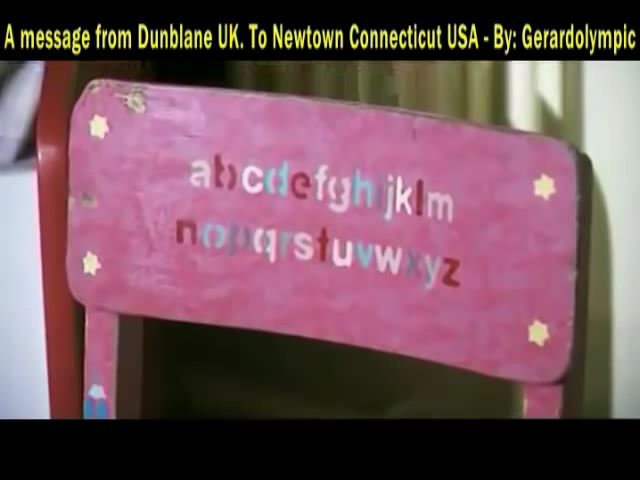 A message from Dunblane UK. To Newtown Connecticut USA - By: Gerardolympic
abcdefghijklm
nopqrstuvwxyz